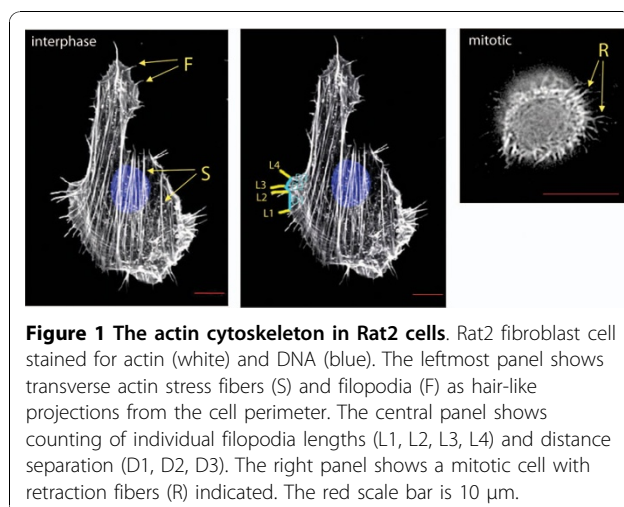 interphase
F
S
L4
L3
L2
L1
mitotic
R
Figure 1 The actin cytoskeleton in Rat2 cells. Rat2 fibroblast cell
stained for actin (white) and DNA (blue). The leftmost panel shows
transverse actin stress fibers (S) and filopodia (F) as hair-like
projections from the cell perimeter. The central panel shows
counting of individual filopodia lengths (L1, L2, L3, L4) and distance
separation (D1, D2, D3). The right panel shows a mitotic cell with
retraction fibers (R) indicated. The red scale bar is 10 μm.